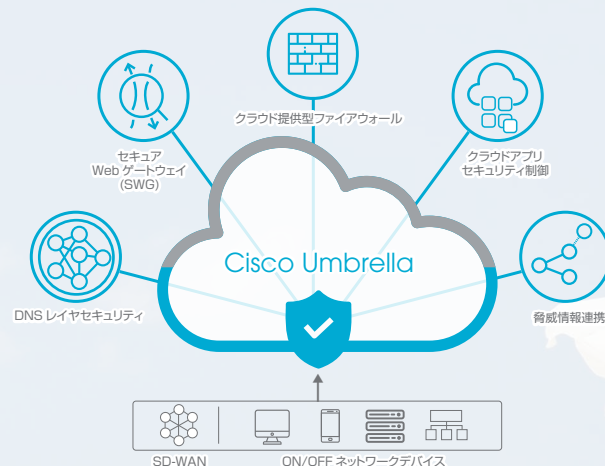 クラウド提供型ファイアウォール
セキュア
Web ゲートウェイ
(SWG)
クラウドアプリ
セキュリティ制御
Cisco Umbrella
DNS レイヤセキュリティ
脅威情報連携
SD-WAN
ON/OFF ネットワークデバイス